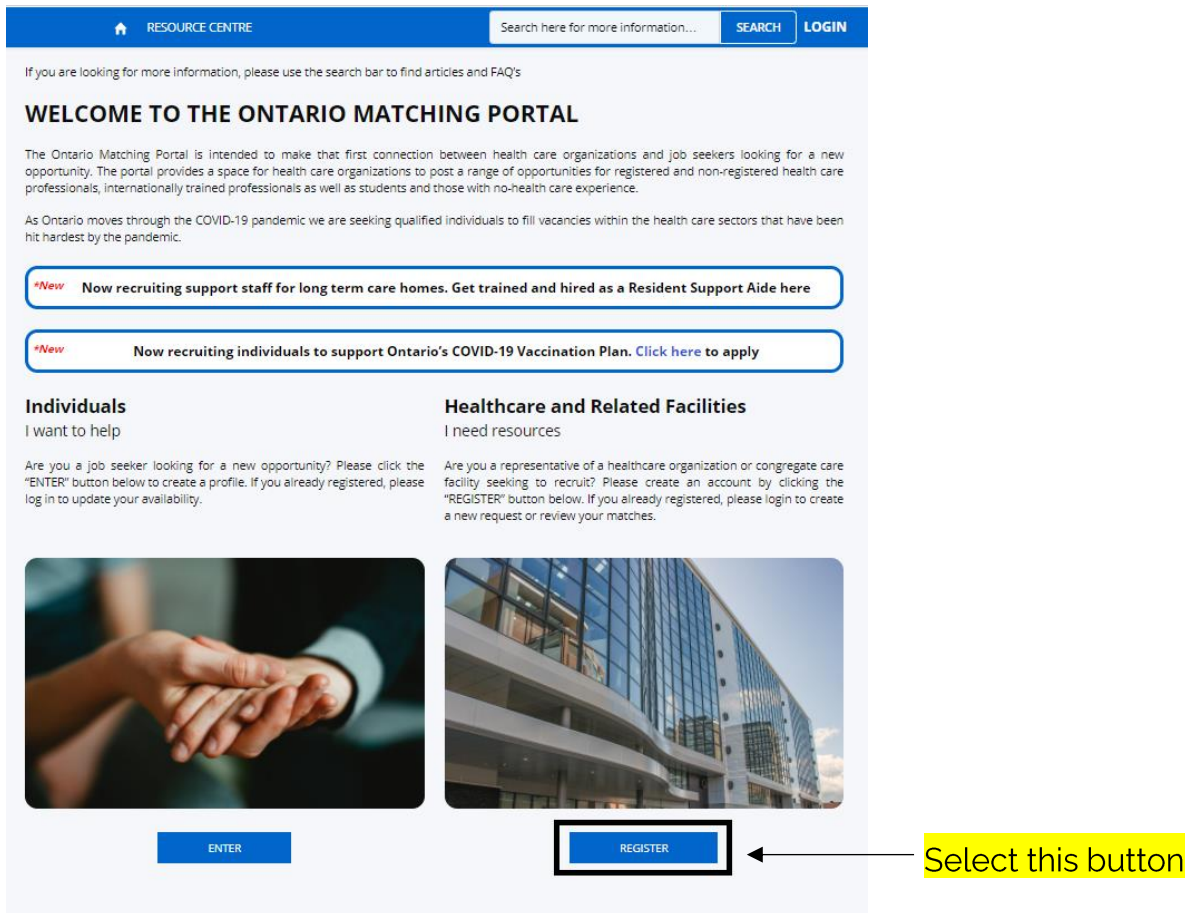 RESOURCE CENTRE
Search here for more information...
SEARCH
LOGIN
If you are looking for more information, please use the search bar to find articles and FAQ's
WELCOME TO THE ONTARIO MATCHING PORTAL
The Ontario Matching Portal is intended to make that first connection between health care organizations and job seekers looking for a new
opportunity. The portal provides a space for health care organizations to post a range of opportunities for registered and non-registered health care
professionals, internationally trained professionals as well as students and those with no-health care experience.
As Ontario moves through the COVID-19 pandemic we are seeking qualified individuals to fill vacancies within the health care sectors that have been
hit hardest by the pandemic.
*New Now recruiting support staff for long term care homes. Get trained and hired as a Resident Support Aide here
*New Now recruiting individuals to support Ontario's COVID-19 Vaccination Plan. Click here to apply
Individuals
I want to help
Are you a job seeker looking for a new opportunity? Please click the
"ENTER" button below to create a profile. If you already registered, please
log in to update your availability.
Healthcare and Related Facilities
I need resources
Are you a representative of a healthcare organization or congregate care
facility seeking to recruit? Please create an account by clicking the
"REGISTER" button below. If you already registered, please login to create
a new request or review your matches.
ENTER
REGISTER
Select this button